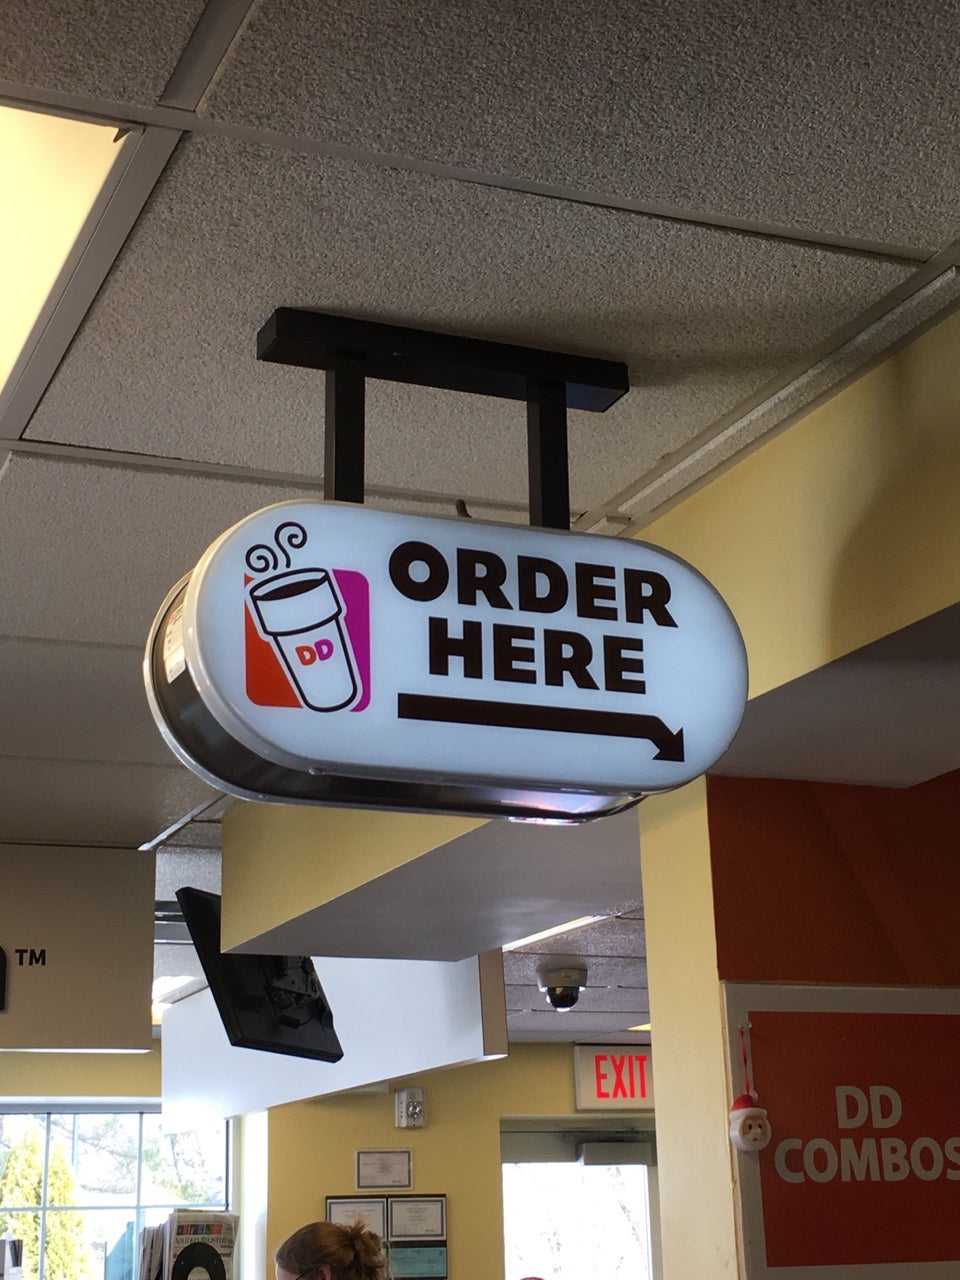 DD
ORDER
HERE
TM
EXIT
DD
COMBOS